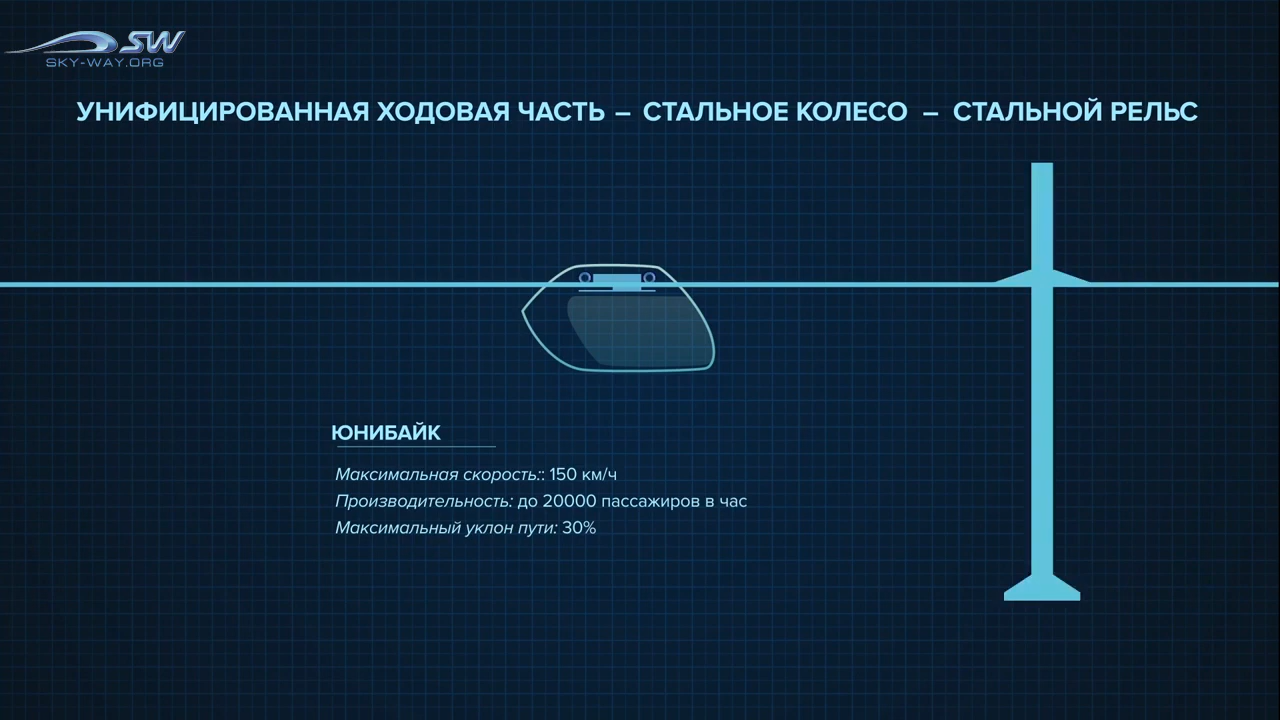 SW
SKY-WAY.ORG
УНИФИЦИРОВАННАЯ ХОДОВАЯ ЧАСТЬ – СТАЛЬНОЕ КОЛЕСО – СТАЛЬНОЙ РЕЛЬС
ЮНИБАЙК
Максимальная скорость:: 150 км/ч
Производительность: до 20000 пассажиров в час
Максимальный уклон пути: 30%